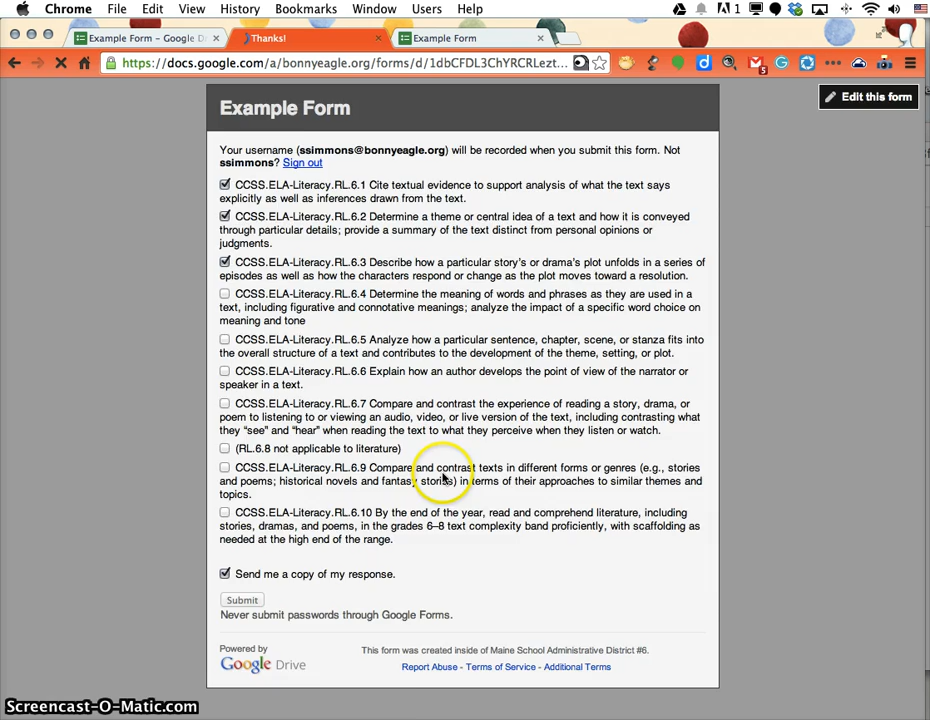 Chrome File Edit View History Bookmarks Window Users Help
Example Form – Google D
Thanks!
Example Form
https://docs.google.com/a/bonnyeagle.org/forms/d/1dbCFDL3ChYRCRLezt...
Edit this form
Example Form
Your username (ssimmons@bonnyeagle.org) will be recorded when you submit this form. Not
ssimmons? Sign out
CCSS.ELA-Literacy.RL.6.1 Cite textual evidence to support analysis of what the text says
explicitly as well as inferences drawn from the text.
CCSS.ELA-Literacy.RL.6.2 Determine a theme or central idea of a text and how it is conveyed
through particular details; provide a summary of the text distinct from personal opinions or
judgments.
CCSS.ELA-Literacy.RL.6.3 Describe how a particular story's or drama's plot unfolds in a series of
episodes as well as how the characters respond or change as the plot moves toward a resolution.
CCSS.ELA-Literacy.RL.6.4 Determine the meaning of words and phrases as they are used in a
text, including figurative and connotative meanings; analyze the impact of a specific word choice on
meaning and tone
CCSS.ELA-Literacy.RL.6.5 Analyze how a particular sentence, chapter, scene, or stanza fits into
the overall structure of a text and contributes to the development of the theme, setting, or plot.
CCSS.ELA-Literacy.RL.6.6 Explain how an author develops the point of view of the narrator or
speaker in a text.
CCSS.ELA-Literacy.RL.6.7 Compare and contrast the experience of reading a story, drama, or
poem to listening to or viewing an audio, video, or live version of the text, including contrasting what
they “see” and “hear” when reading the text to what they perceive when they listen or watch.
(RL.6.8 not applicable to literature)
CCSS.ELA-Literacy.RL.6.9 Compare and contrast texts in different forms or genres (e.g., stories
and poems; historical novels and fantasy stories) in terms of their approaches to similar themes and
topics.
CCSS.ELA-Literacy.RL.6.10 By the end of the year, read and comprehend literature, including
stories, dramas, and poems, in the grades 6–8 text complexity band proficiently, with scaffolding as
needed at the high end of the range.
Send me a copy of my response.
Submit
Never submit passwords through Google Forms.
Powered by
Google Drive
This form was created inside of Maine School Administrative District #6.
Report Abuse - Terms of Service - Additional Terms
Screencast-O-Matic.com